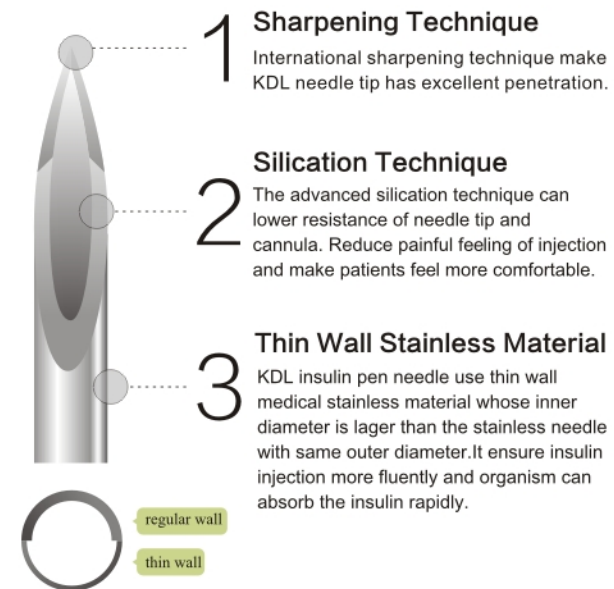 1
Sharpening Technique
International sharpening technique make
KDL needle tip has excellent penetration.
2
Silication Technique
The advanced silication technique can
lower resistance of needle tip and
cannula. Reduce painful feeling of injection
and make patients feel more comfortable.
3
Thin Wall Stainless Material
KDL insulin pen needle use thin wall
medical stainless material whose inner
diameter is lager than the stainless needle
with same outer diameter.It ensure insulin
injection more fluently and organism can
absorb the insulin rapidly.
regular wall
thin wall